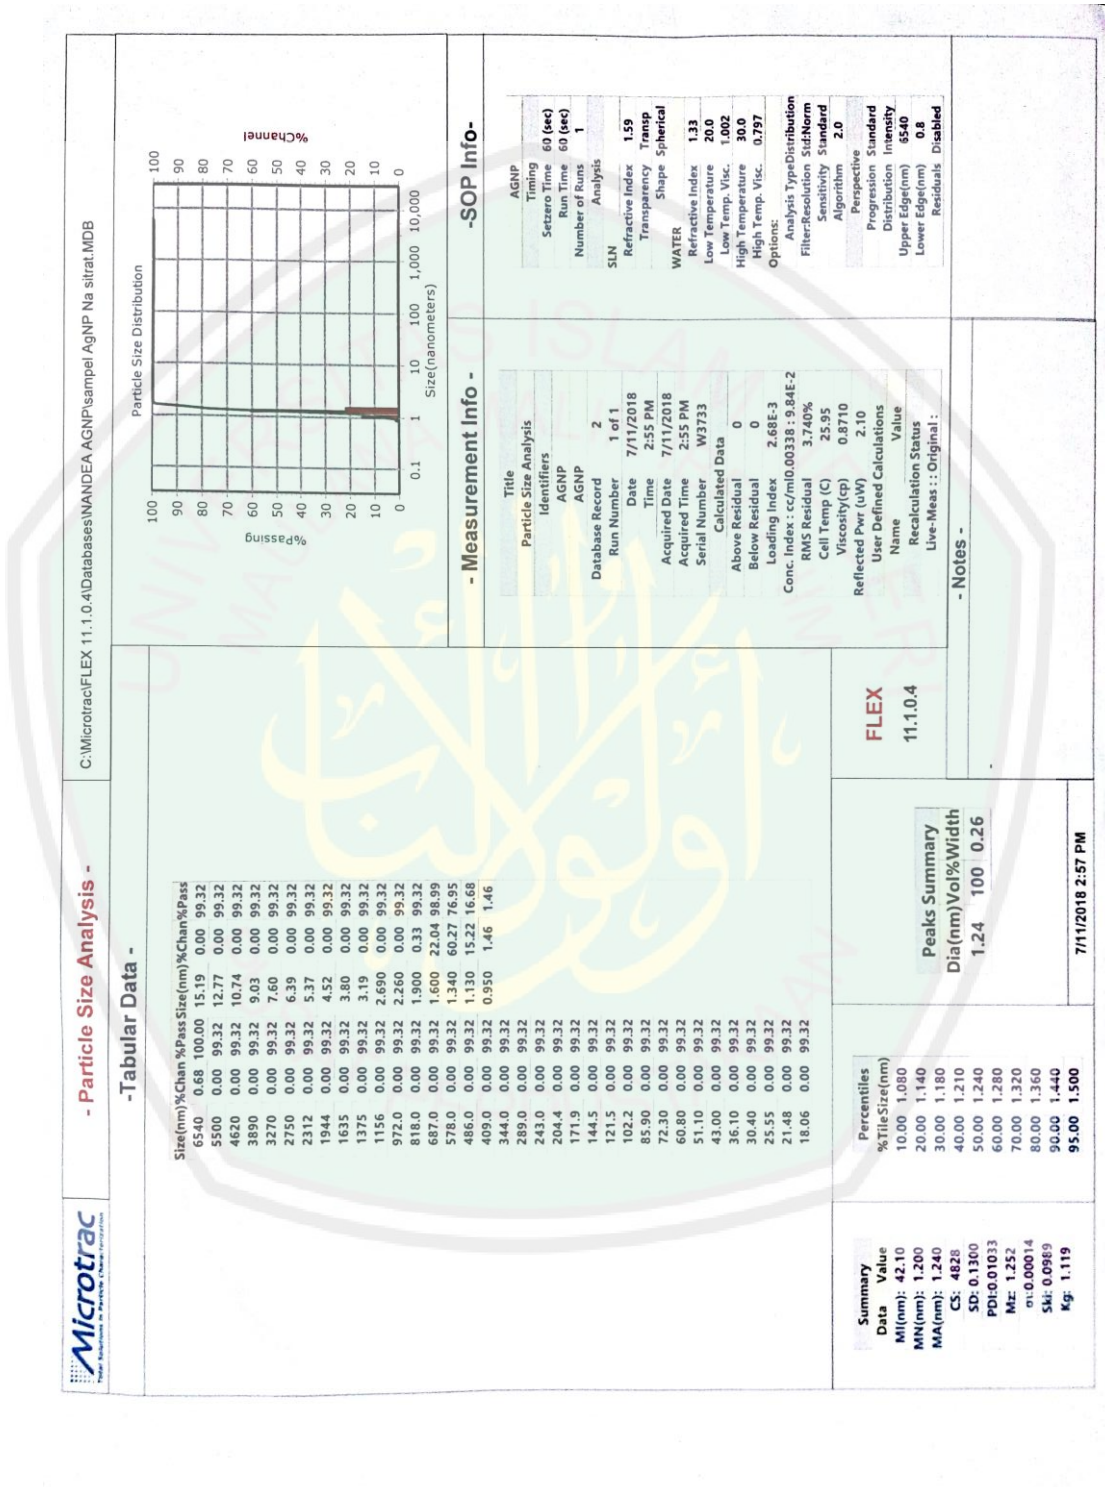 Microtrac
Total Solutions in Particle Characterization
- Particle Size Analysis -
C:\Microtrac\FLEX 11.1.0.4\Databases\NANDEA AGNP\sampel AgNP Na sitrat.MDB
-Tabular Data -
Size(nm)%Chan %Pass Size(nm)%Chan%Pass
6540 0.68 100.00 15.19 0.00 99.32
5500 0.00 99.32 12.77 0.00 99.32
4620 0.00 99.32 10.74 0.00 99.32
3890 0.00 99.32 9.03 0.00 99.32
3270 0.00 99.32 7.60 0.00 99.32
2750 0.00 99.32 6.39 0.00 99.32
2312 0.00 99.32 5.37 0.00 99.32
1944 0.00 99.32 4.52 0.00 99.32
1635 0.00 99.32 3.80 0.00 99.32
1375 0.00 99.32 3.19 0.00 99.32
1156 0.00 99.32 2.690 0.00 99.32
972.0 0.00 99.32 2.260 0.00 99.32
818.0 0.00 99.32 1.900 0.33 99.32
687.0 0.00 99.32 1.600 22.04 98.99
578.0 0.00 99.32 1.340 60.27 76.95
486.0 0.00 99.32 1.130 15.22 16.68
409.0 0.00 99.32 0.950 1.46 1.46
344.0 0.00 99.32
289.0 0.00 99.32
243.0 0.00 99.32
204.4 0.00 99.32
171.9 0.00 99.32
144.5 0.00 99.32
121.5 0.00 99.32
102.2 0.00 99.32
85.90 0.00 99.32
72.30 0.00 99.32
60.80 0.00 99.32
51.10 0.00 99.32
43.00 0.00 99.32
36.10 0.00 99.32
30.40 0.00 99.32
25.55 0.00 99.32
21.48 0.00 99.32
18.06 0.00 99.32
Particle Size Distribution
%Passing
100
90
80
70
60
50
40
30
20
10
0
%Channel
100
90
80
70
60
50
40
30
20
10
0
0.1 1 10 100 1,000 10,000
Size(nanometers)
- Measurement Info -
Title
Particle Size Analysis
Identifiers
AGNP
AGNP
Database Record 2
Run Number 1 of 1
Date 7/11/2018
Time 2:55 PM
Acquired Date 7/11/2018
Acquired Time 2:55 PM
Serial Number W3733
Calculated Data
Above Residual 0
Below Residual 0
Loading Index 2.68E-3
Conc. Index : cc/ml0.00338 : 9.84E-2
RMS Residual 3.740%
Cell Temp (C) 25.95
Viscosity(cp) 0.8710
Reflected Pwr (uW) 2.10
User Defined Calculations
Name Value
Recalculation Status
Live-Meas : : Original :
-SOP Info-
AGNP
Timing
Setzero Time 60 (sec)
Run Time 60 (sec)
Number of Runs 1
Analysis
SLN
Refractive Index 1.59
Transparency Transp
Shape Spherical
WATER
Refractive Index 1.33
Low Temperature 20.0
Low Temp. Visc. 1.002
High Temperature 30.0
High Temp. Visc. 0.797
Options:
Analysis TypeDistribution
Filter:Resolution Std:Norm
Sensitivity Standard
Algorithm 2.0
Perspective
Progression Standard
Distribution Intensity
Upper Edge(nm) 6540
Lower Edge(nm) 0.8
Residuals Disabled
- Notes -
Summary
Data Value
MI(nm): 42.10
MN(nm): 1.200
MA(nm): 1.240
CS: 4828
SD: 0.1300
PDI:0.01033
Mz: 1.252
σı:0.00014
Ski: 0.0989
Kg: 1.119
Percentiles
%TileSize(nm)
10.00 1.080
20.00 1.140
30.00 1.180
40.00 1.210
50.00 1.240
60.00 1.280
70.00 1.320
80.00 1.360
90.00 1.440
95.00 1.500
Peaks Summary
Dia(nm)Vol%Width
1.24 100 0.26
FLEX
11.1.0.4
7/11/2018 2:57 PM